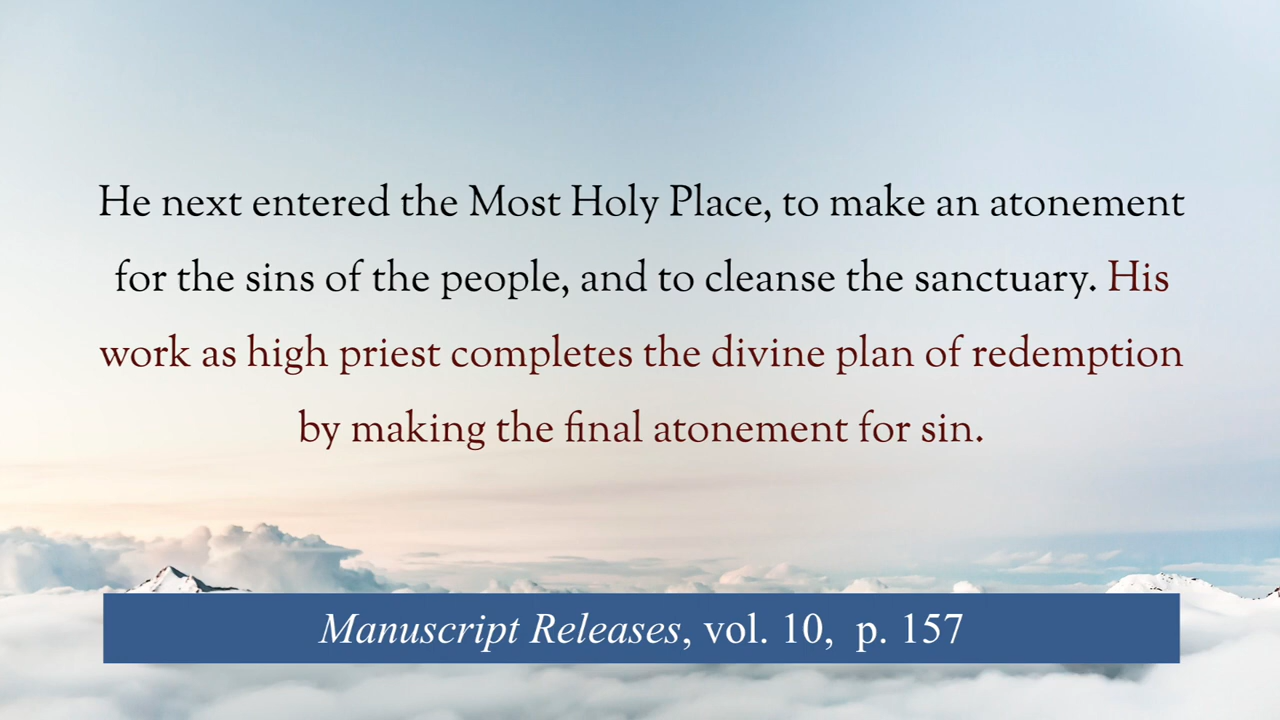 He next entered the Most Holy Place, to make an atonement
for the sins of the people, and to cleanse the sanctuary. His
work as high priest completes the divine plan of redemption
by making the final atonement for sin.
Manuscript Releases, vol. 10,  p. 157